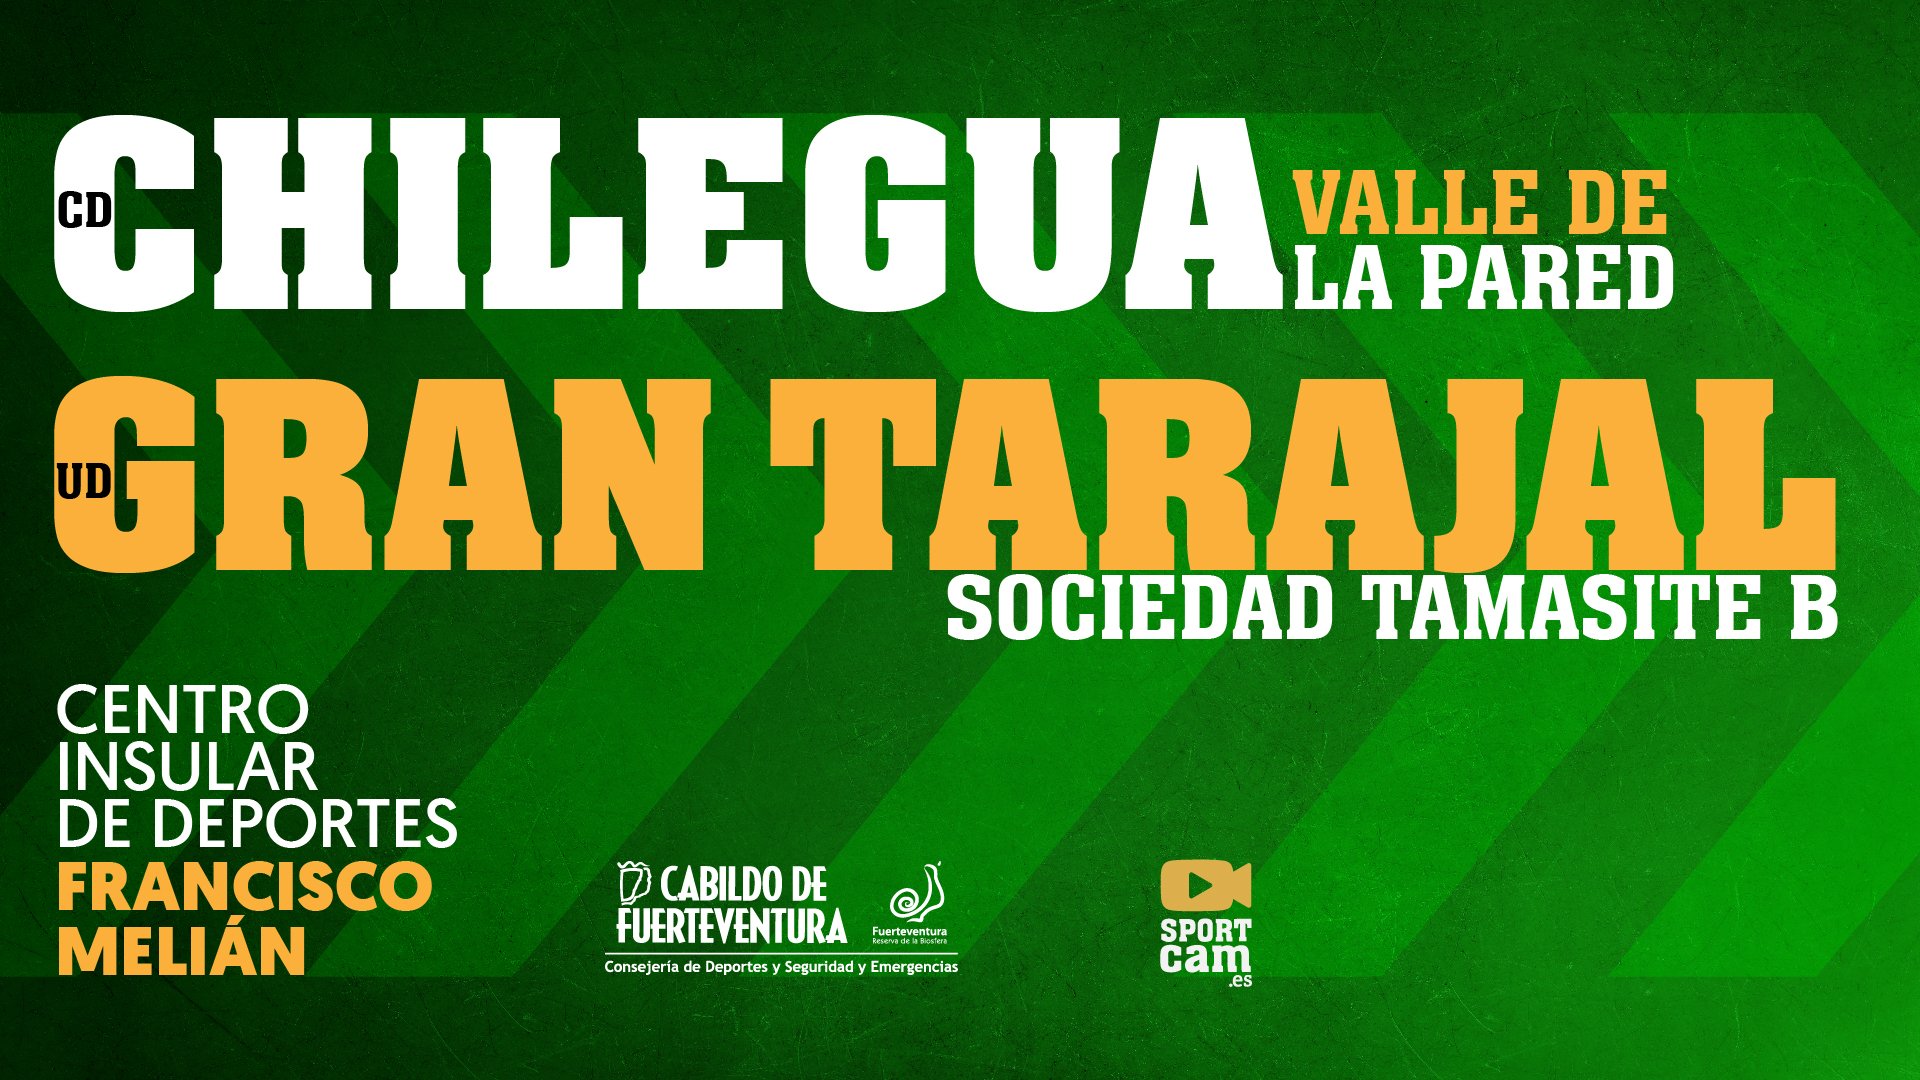 CD CHILEGUA
VALLE DE
LA PARED
UD GRAN TARAJAL
SOCIEDAD TAMASITE B
CENTRO
INSULAR
DE DEPORTES
FRANCISCO
MELIÁN
CABILDO DE
FUERTEVENTURA
Fuerteventura
Reserva de la Biosfera
Consejería de Deportes y Seguridad y Emergencias
SPORT
cam
.es